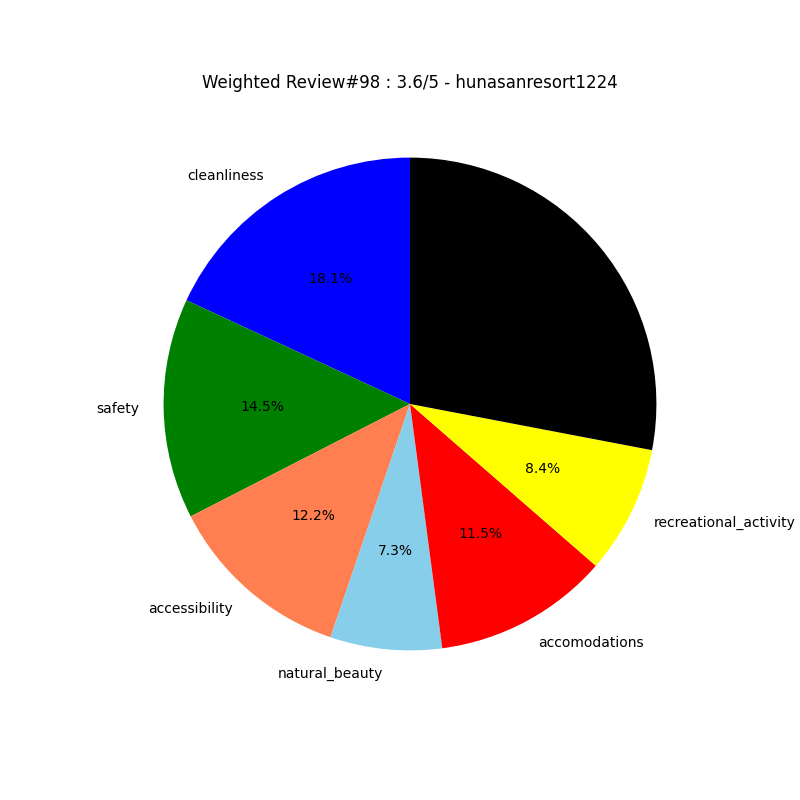 Weighted Review#98 : 3.6/5 - hunasanresort1224
cleanliness
18.1%
safety
14.5%
8.4%
12.2%
recreational_activity
11.5%
7.3%
accessibility
accomodations
natural_beauty